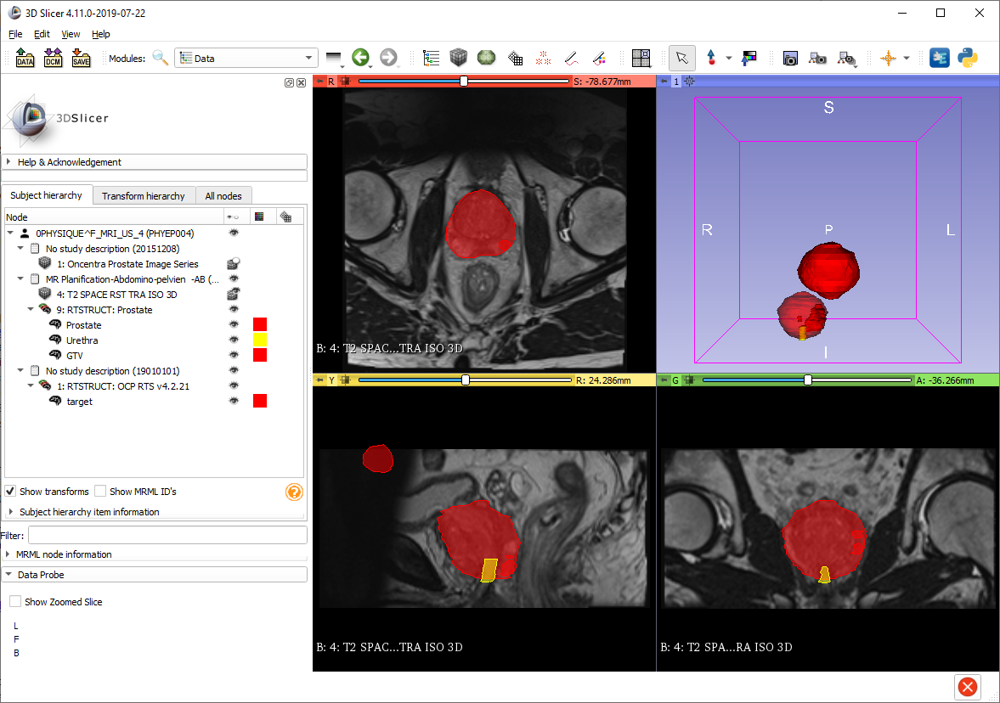 3D Slicer 4.11.0-2019-07-22
File Edit View Help
DATA DCM SAVE Modules: Data
3DSlicer
Help & Acknowledgement
Subject hierarchy Transform hierarchy All nodes
Node
0PHYSIQUE^F_MRI_US_4 (PHYEP004)
No study description (20151208)
1: Oncentra Prostate Image Series
MR Planification-Abdomino-pelvien -AB (...
4: T2 SPACE RST TRA ISO 3D
9: RTSTRUCT: Prostate
Prostate
Urethra
GTV
No study description (19010101)
1: RTSTRUCT: OCP RTS v4.2.21
target
Show transforms Show MRML ID's
Subject hierarchy item information
Filter:
MRML node information
Data Probe
Show Zoomed Slice
L
F
B
R S: -78.677mm
B: 4: T2 SPAC...TRA ISO 3D
1
S
R P L
I
Y R: 24.286mm
B: 4: T2 SPAC...TRA ISO 3D
G A: -36.266mm
B: 4: T2 SPA...RA ISO 3D